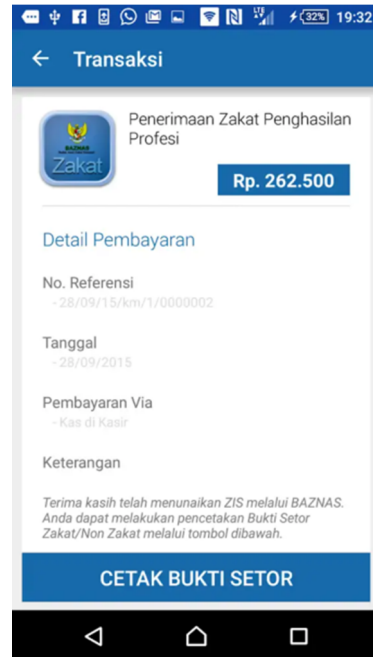 LTE 32% 19:32
Transaksi
BAZNAS
Zakat
Penerimaan Zakat Penghasilan
Profesi
Rp. 262.500
Detail Pembayaran
No. Referensi
- 28/09/15/km/1/0000002
Tanggal
- 28/09/2015
Pembayaran Via
- Kas di Kasir
Keterangan
Terima kasih telah menunaikan ZIS melalui BAZNAS.
Anda dapat melakukan pencetakan Bukti Setor
Zakat/Non Zakat melalui tombol dibawah.
CETAK BUKTI SETOR